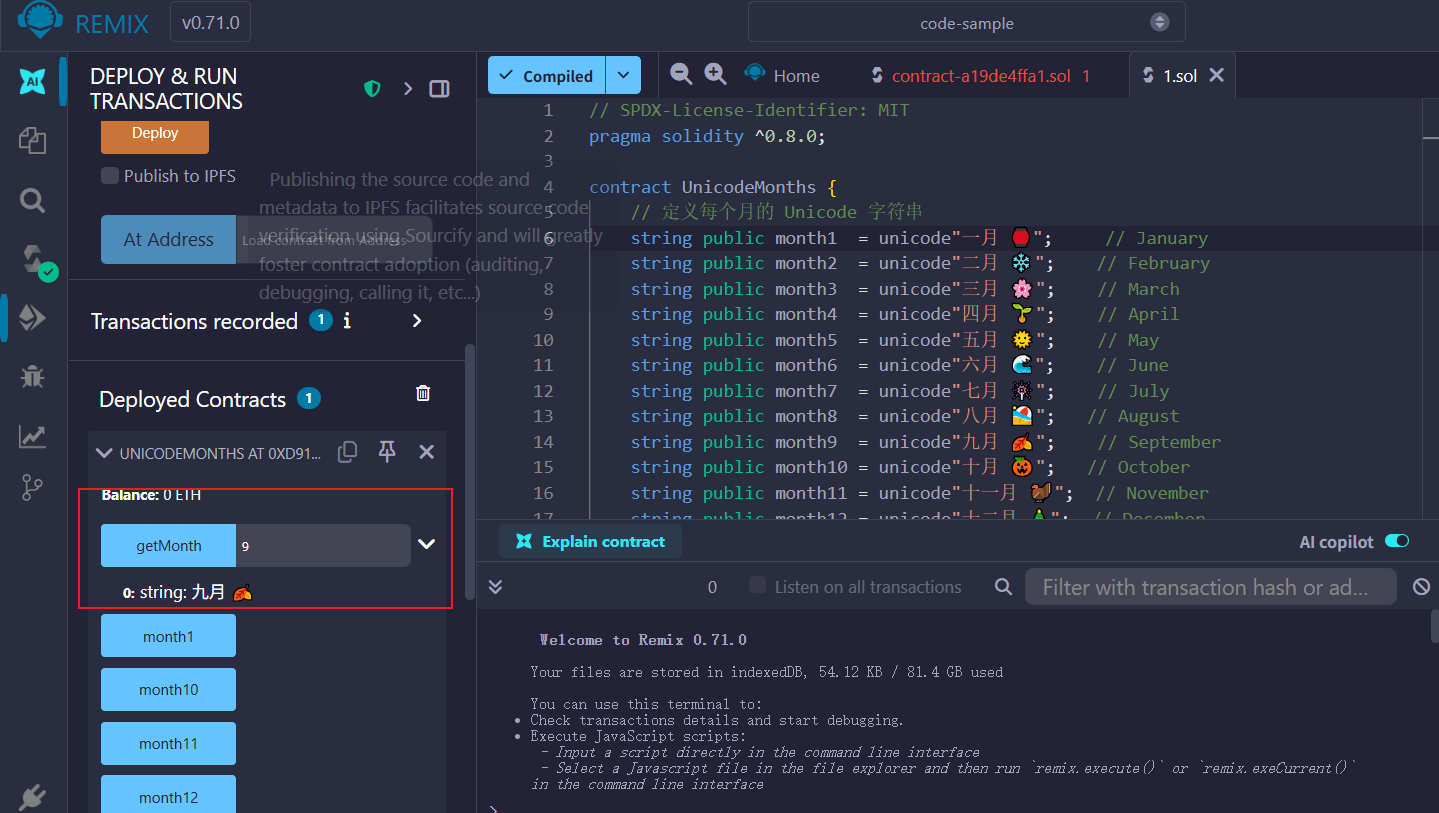 REMIX v0.71.0
code-sample
AI
DEPLOY & RUN
TRANSACTIONS
Deploy
Publish to IPFS
Publishing the source code and
metadata to IPFS facilitates source code
verification using Sourcify and will greatly
foster contract adoption (auditing,
debugging, calling it, etc...)
At Address
Load contract from Address
Transactions recorded 1 i
Deployed Contracts 1
UNICODEMONTHS AT 0XD91...
Balance: 0 ETH
getMonth 9
0: string: 九月 🍂
month1
month10
month11
month12
Compiled
Home
contract-a19de4ffa1.sol 1
1.sol
1 // SPDX-License-Identifier: MIT
2 pragma solidity ^0.8.0;
3
4 contract UnicodeMonths {
5 // 定义每个月的 Unicode 字符串
6 string public month1 = unicode"一月 🏮"; // January
7 string public month2 = unicode"二月 ❄️"; // February
8 string public month3 = unicode"三月 🌸"; // March
9 string public month4 = unicode"四月 🌱"; // April
10 string public month5 = unicode"五月 🌞"; // May
11 string public month6 = unicode"六月 🌊"; // June
12 string public month7 = unicode"七月 🎆"; // July
13 string public month8 = unicode"八月 🏖️"; // August
14 string public month9 = unicode"九月 🍂"; // September
15 string public month10 = unicode"十月 🎃"; // October
16 string public month11 = unicode"十一月 🦃"; // November
17 string public month12 = unicode"十二月 🎄"; // December
Explain contract
AI copilot
0
Listen on all transactions
Filter with transaction hash or ad...
Welcome to Remix 0.71.0
Your files are stored in indexedDB, 54.12 KB / 81.4 GB used
You can use this terminal to:
• Check transactions details and start debugging.
• Execute JavaScript scripts:
- Input a script directly in the command line interface
- Select a Javascript file in the file explorer and then run `remix.execute()` or `remix.exeCurrent()`
in the command line interface
>